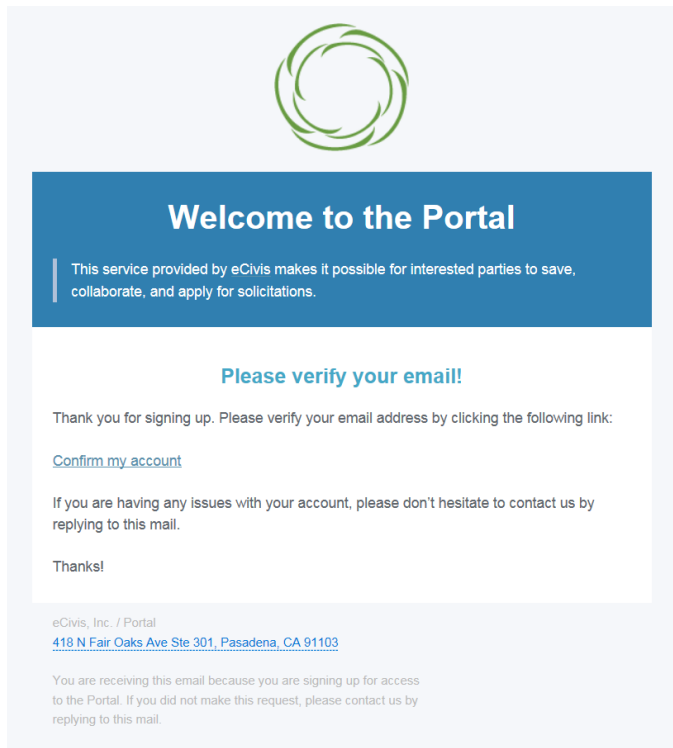 Welcome to the Portal
This service provided by eCivis makes it possible for interested parties to save,
collaborate, and apply for solicitations.
Please verify your email!
Thank you for signing up. Please verify your email address by clicking the following link:
Confirm my account
If you are having any issues with your account, please don’t hesitate to contact us by
replying to this mail.
Thanks!
eCivis, Inc. / Portal
418 N Fair Oaks Ave Ste 301, Pasadena, CA 91103
You are receiving this email because you are signing up for access
to the Portal. If you did not make this request, please contact us by
replying to this mail.